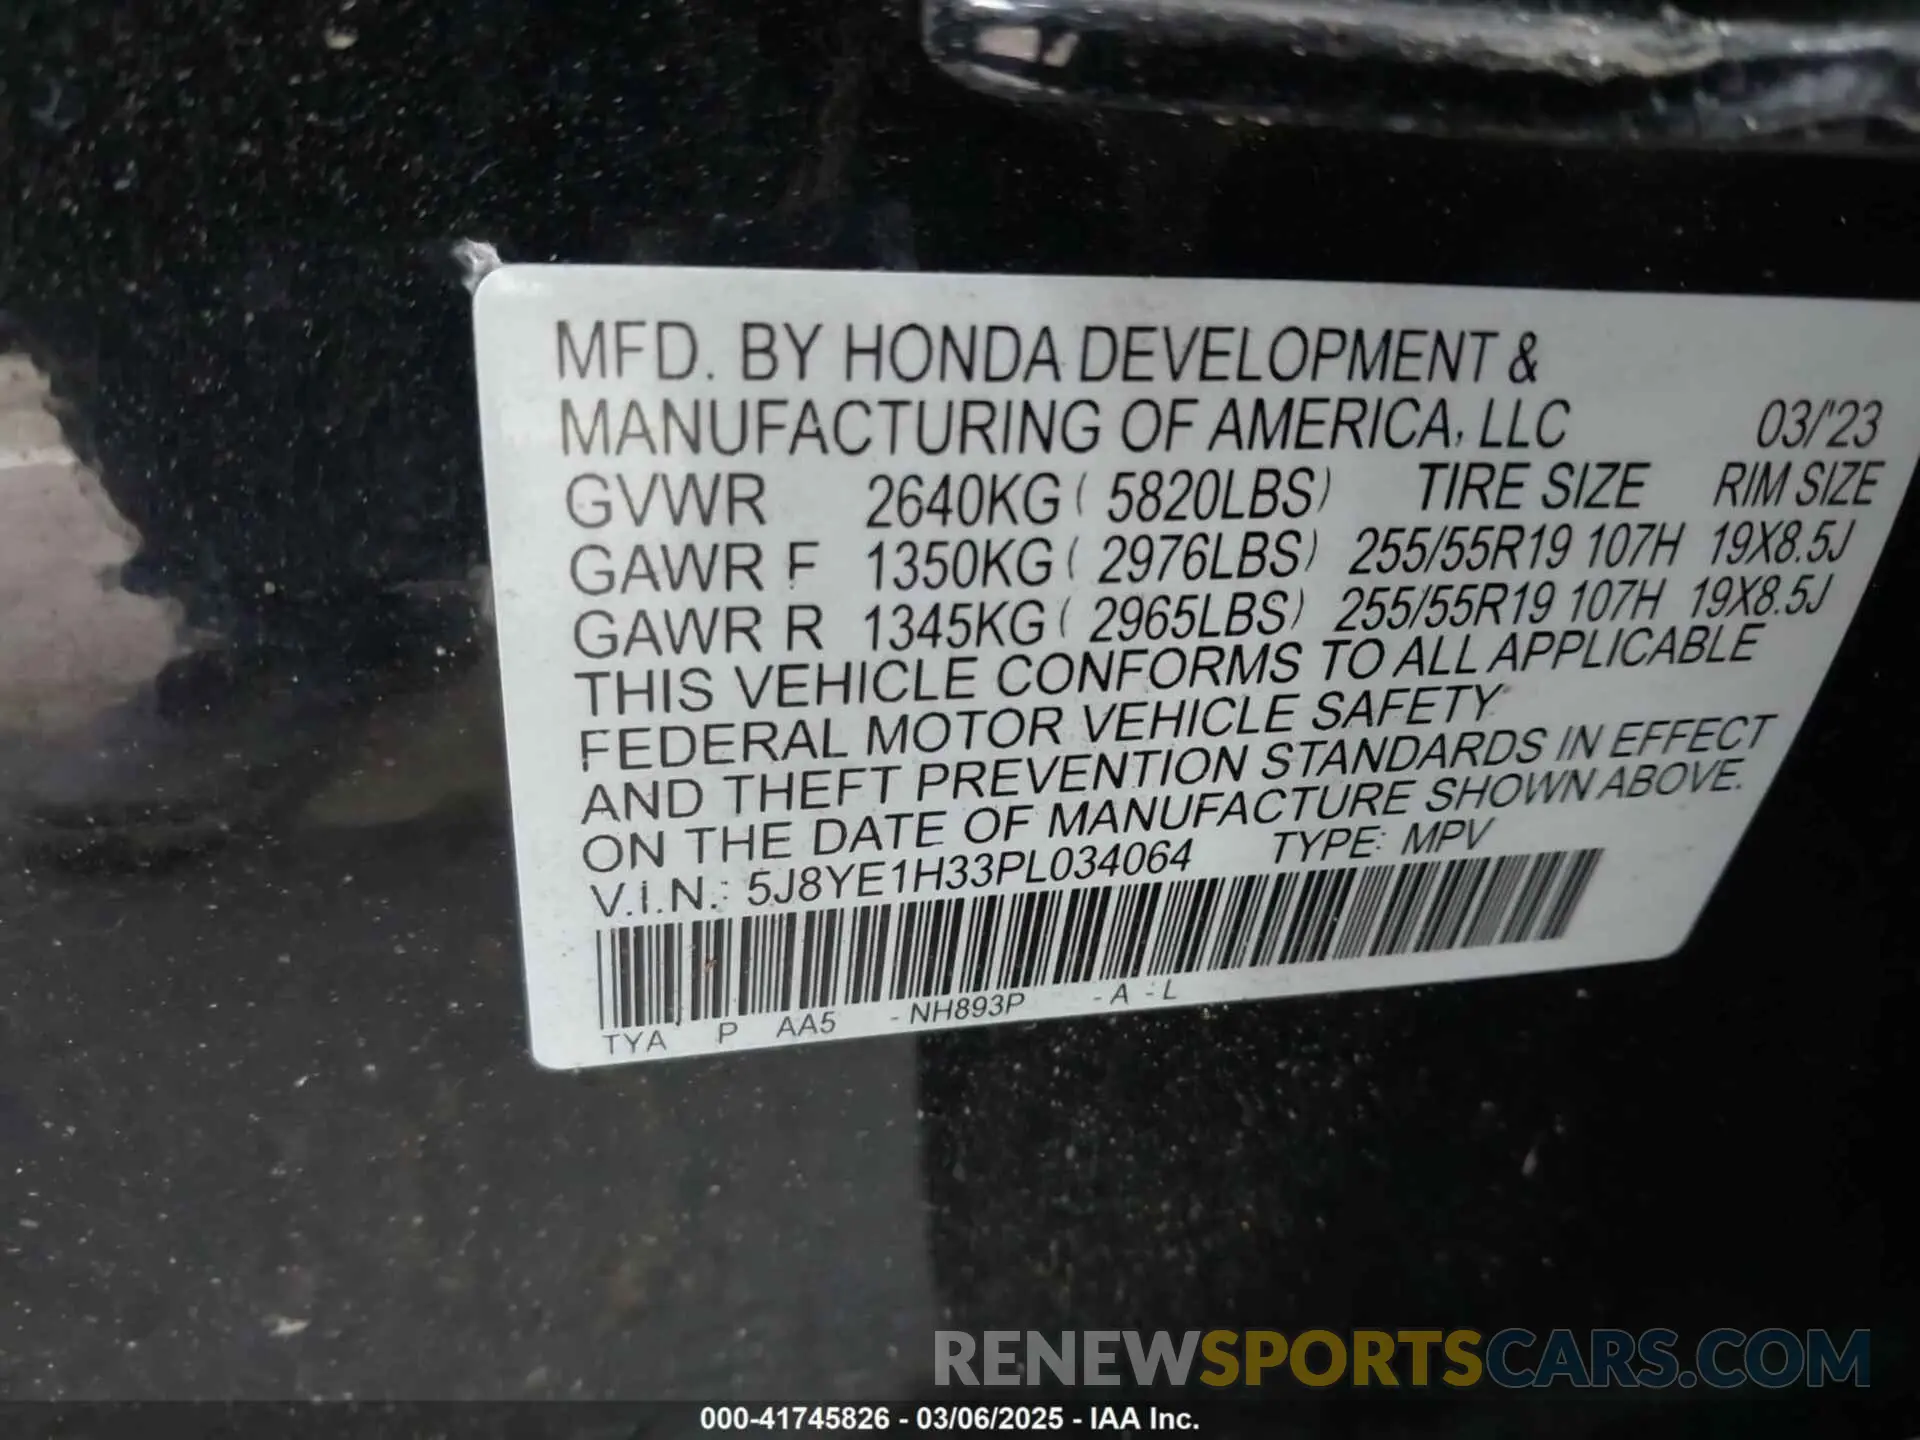 MFD. BY HONDA DEVELOPMENT &
MANUFACTURING OF AMERICA, LLC 03/'23
GVWR 2640KG ( 5820LBS) TIRE SIZE RIM SIZE
GAWR F 1350KG ( 2976LBS) 255/55R19 107H 19X8.5J
GAWR R 1345KG ( 2965LBS) 255/55R19 107H 19X8.5J
THIS VEHICLE CONFORMS TO ALL APPLICABLE
FEDERAL MOTOR VEHICLE SAFETY
AND THEFT PREVENTION STANDARDS IN EFFECT
ON THE DATE OF MANUFACTURE SHOWN ABOVE.
V.I.N.: 5J8YE1H33PL034064 TYPE: MPV
TYA P AA5 - NH893P - A - L
RENEWSPORTSCARS.COM
000-41745826 - 03/06/2025 - IAA Inc.